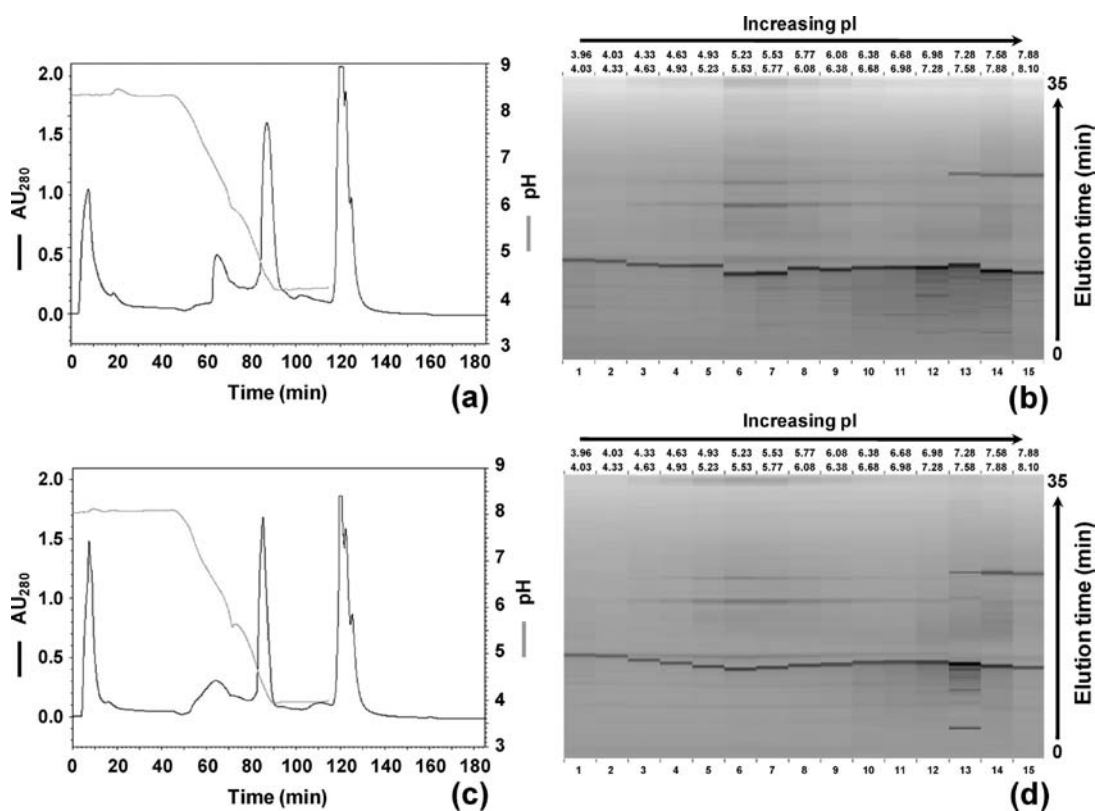 2.0
1.5
1.0
0.5
0.0
AU280
9
8
7
6
5
4
3
pH
0 20 40 60 80 100 120 140 160 180
Time (min)
(a)
Increasing pI
3.96 4.03 4.33 4.63 4.93 5.23 5.53 5.77 6.08 6.38 6.68 6.98 7.28 7.58 7.88
4.03 4.33 4.63 4.93 5.23 5.53 5.77 6.08 6.38 6.68 6.98 7.28 7.58 7.88 8.10
35
Elution time (min)
0
1 2 3 4 5 6 7 8 9 10 11 12 13 14 15
(b)
2.0
1.5
1.0
0.5
0.0
AU280
9
8
7
6
5
4
3
pH
0 20 40 60 80 100 120 140 160 180
Time (min)
(c)
Increasing pI
3.96 4.03 4.33 4.63 4.93 5.23 5.53 5.77 6.08 6.38 6.68 6.98 7.28 7.58 7.88
4.03 4.33 4.63 4.93 5.23 5.53 5.77 6.08 6.38 6.68 6.98 7.28 7.58 7.88 8.10
35
Elution time (min)
0
1 2 3 4 5 6 7 8 9 10 11 12 13 14 15
(d)